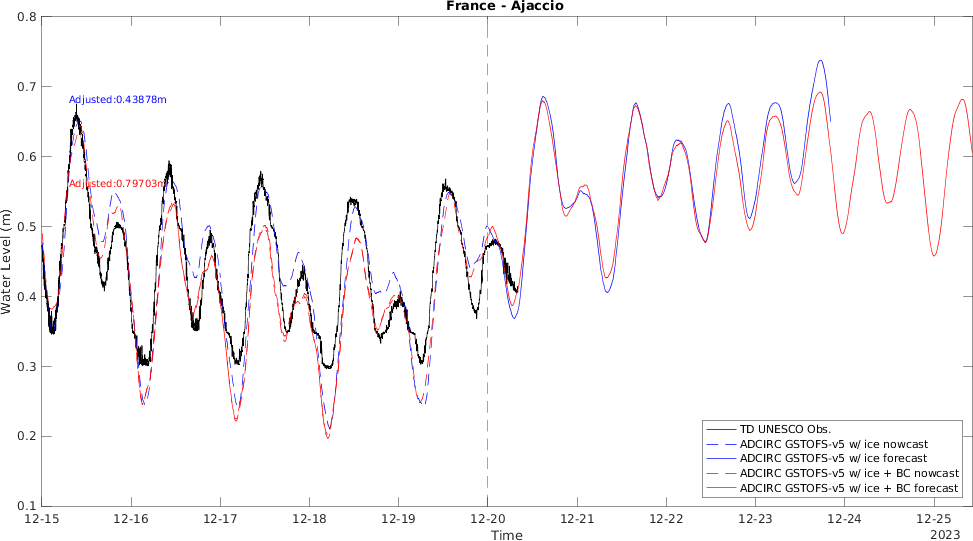 France - Ajaccio
0.8
0.7
0.6
0.5
0.4
0.3
0.2
0.1
Water Level (m)
Adjusted:0.43878m
Adjusted:0.79703m
TD UNESCO Obs.
ADCIRC GSTOFS-v5 w/ ice nowcast
ADCIRC GSTOFS-v5 w/ ice forecast
ADCIRC GSTOFS-v5 w/ ice + BC nowcast
ADCIRC GSTOFS-v5 w/ ice + BC forecast
12-15 12-16 12-17 12-18 12-19 12-20 12-21 12-22 12-23 12-24 12-25
Time
2023